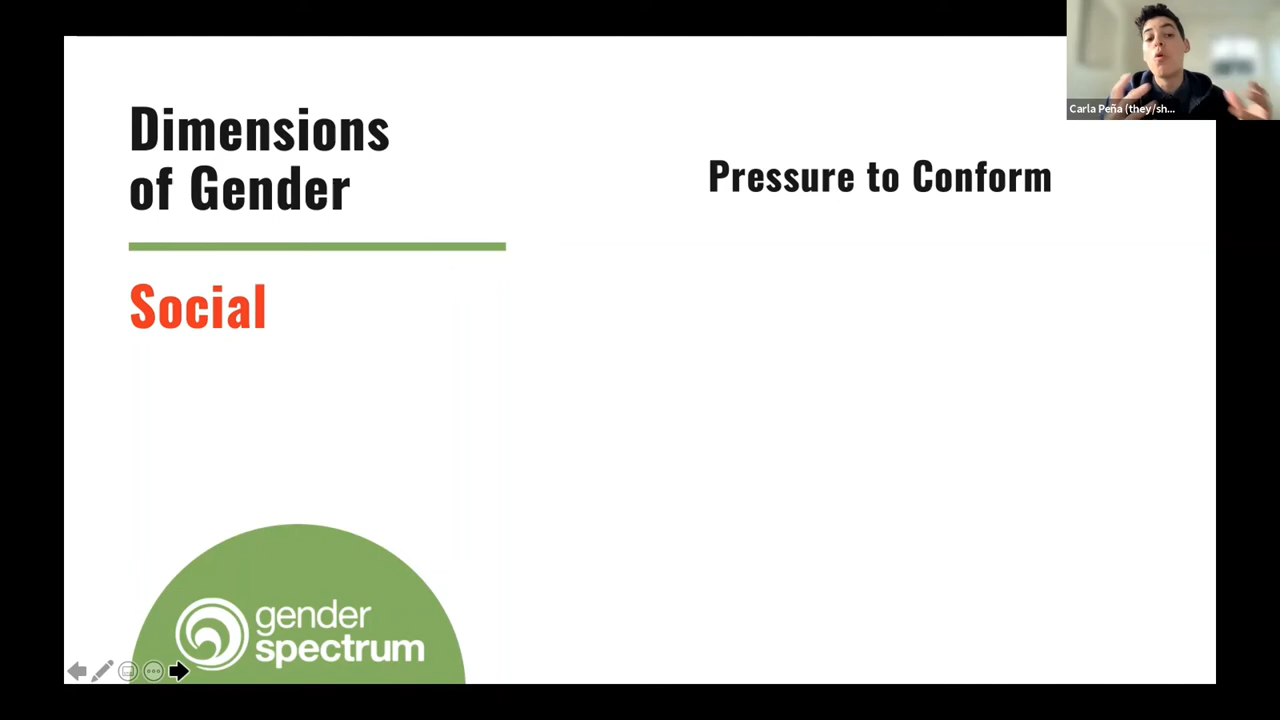 Dimensions
of Gender
Social
Pressure to Conform
Carla Peña (they/sh...
gender
spectrum